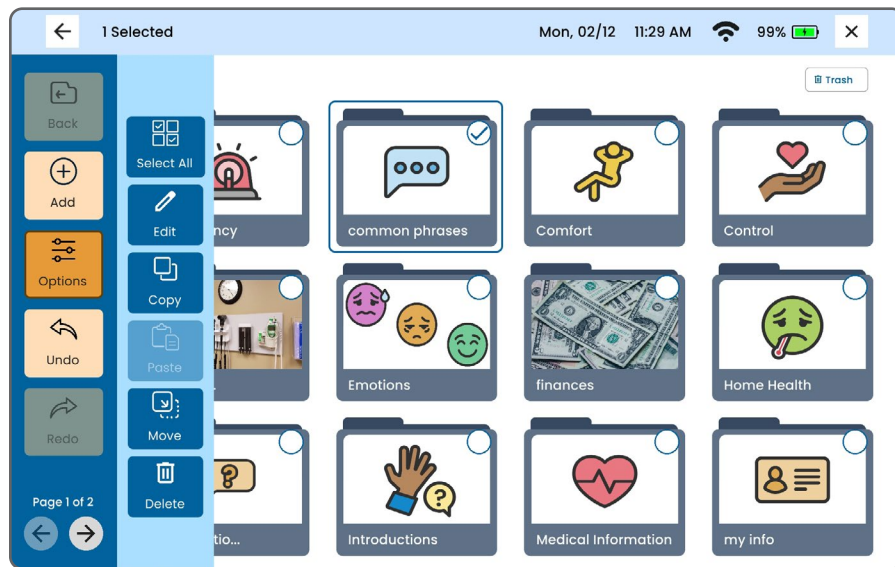 1 Selected
Mon, 02/12 11:29 AM 99%
Trash
Back
Add
Options
Undo
Redo
Page 1 of 2
Select All
Edit
Copy
Paste
Move
Delete
ncy
common phrases
Comfort
Control
Emotions
finances
Home Health
tio...
Introductions
Medical Information
my info